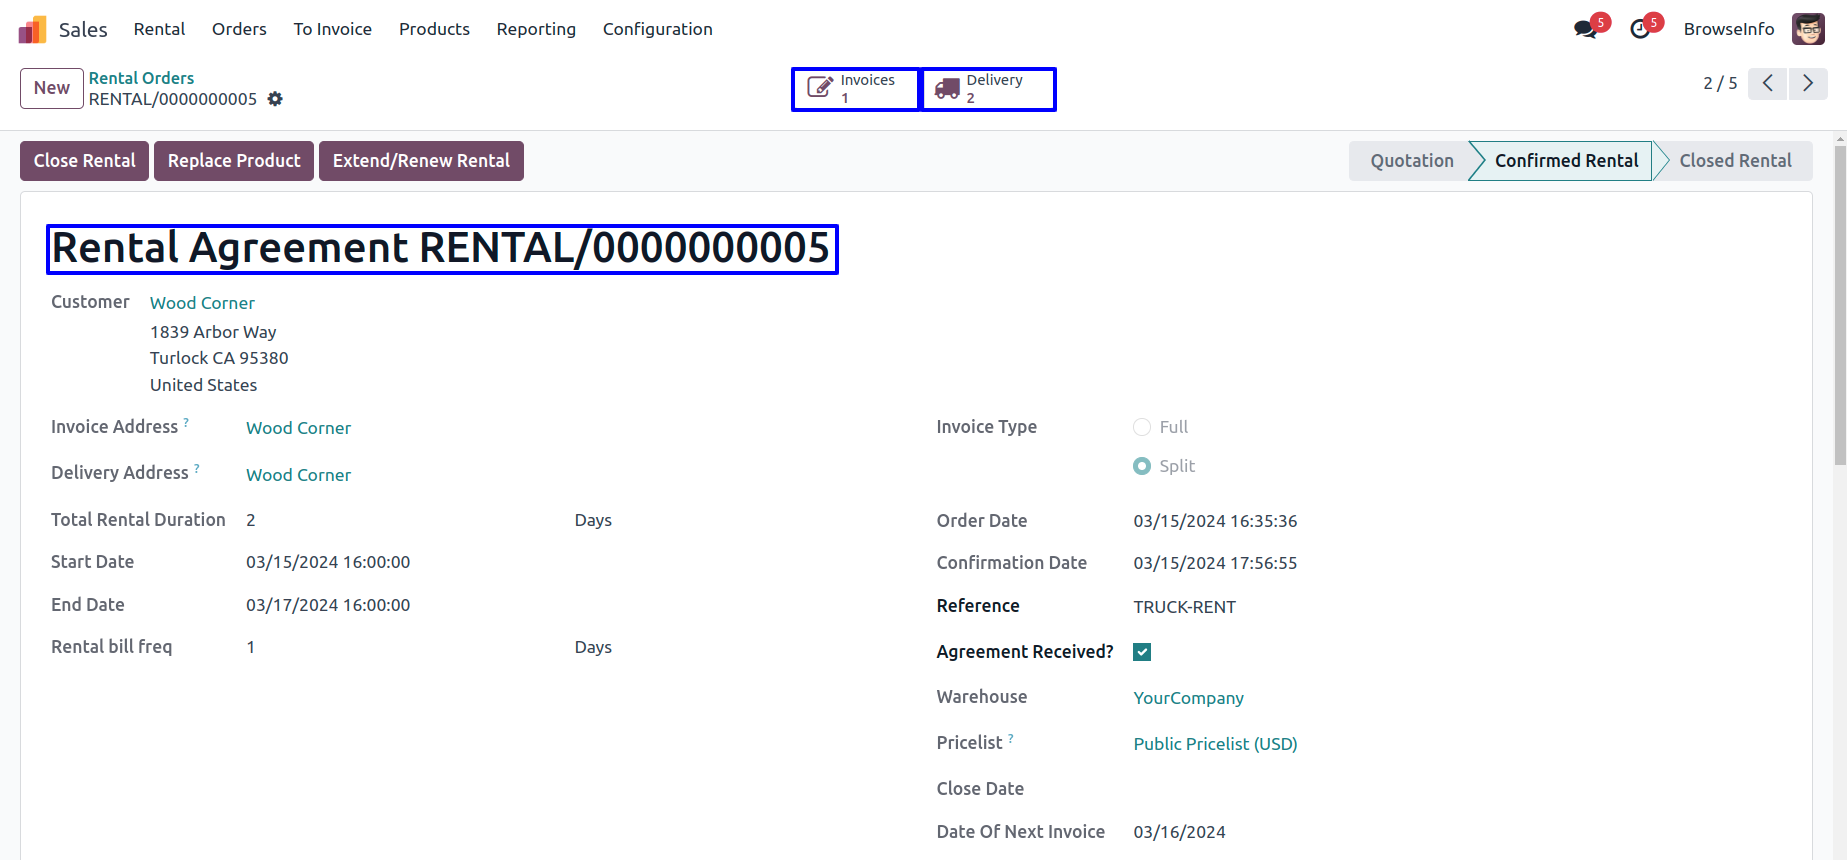 Sales Rental Orders To Invoice Products Reporting Configuration 5 5 BrowseInfo
New Rental Orders Invoices Delivery
RENTAL/0000000005 1 2 2 / 5
Close Rental Replace Product Extend/Renew Rental Quotation Confirmed Rental Closed Rental
Rental Agreement RENTAL/0000000005
Customer Wood Corner
1839 Arbor Way
Turlock CA 95380
United States
Invoice Address ? Wood Corner Invoice Type Full
Split
Delivery Address ? Wood Corner
Total Rental Duration 2 Days Order Date 03/15/2024 16:35:36
Start Date 03/15/2024 16:00:00 Confirmation Date 03/15/2024 17:56:55
End Date 03/17/2024 16:00:00 Reference TRUCK-RENT
Rental bill freq 1 Days Agreement Received?
Warehouse YourCompany
Pricelist ? Public Pricelist (USD)
Close Date
Date Of Next Invoice 03/16/2024